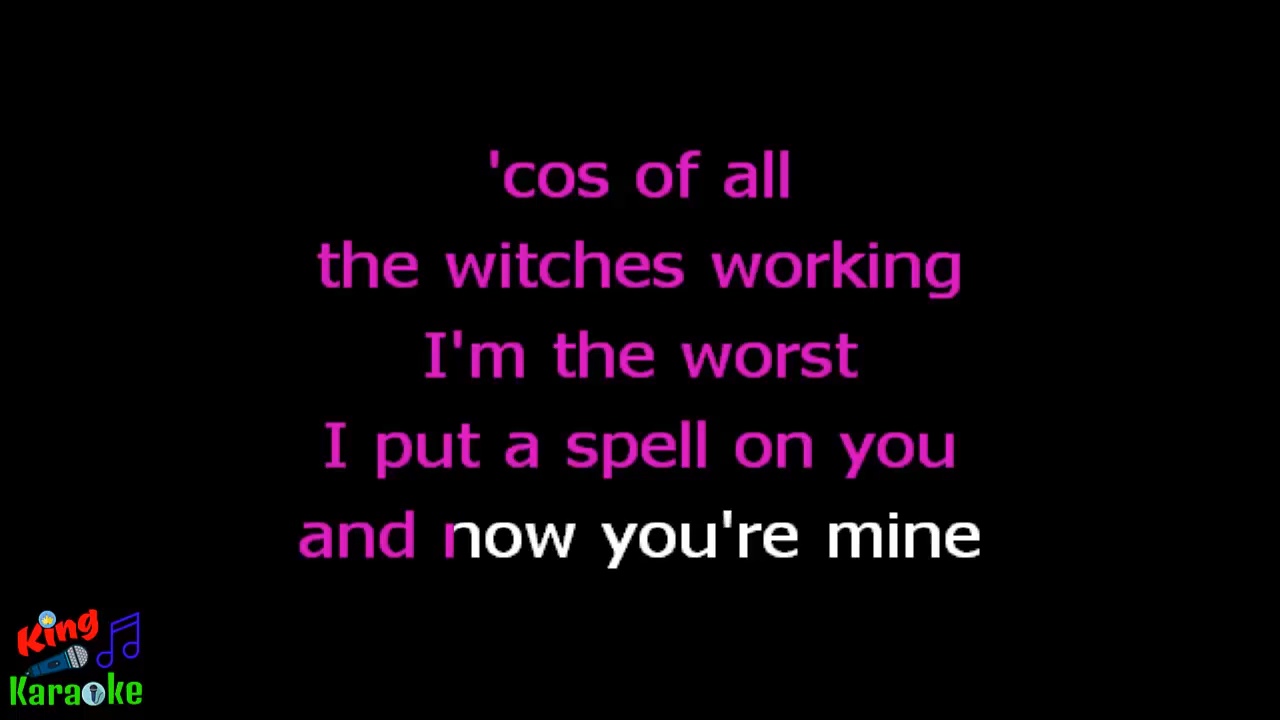 'cos of all
the witches working
I'm the worst
I put a spell on you
and now you're mine
King
Karaoke